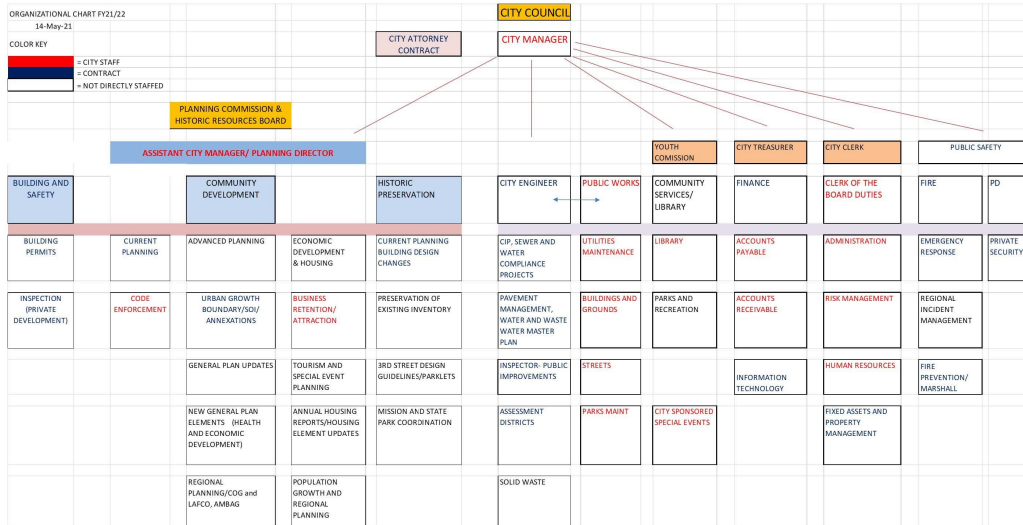 ORGANIZATIONAL CHART FY21/22
14-May-21
COLOR KEY
= CITY STAFF
= CONTRACT
= NOT DIRECTLY STAFFED
CITY COUNCIL
CITY ATTORNEY
CONTRACT
CITY MANAGER
PLANNING COMMISSION &
HISTORIC RESOURCES BOARD
ASSISTANT CITY MANAGER/ PLANNING DIRECTOR
YOUTH
COMISSION
CITY TREASURER
CITY CLERK
PUBLIC SAFETY
BUILDING AND
SAFETY
COMMUNITY
DEVELOPMENT
HISTORIC
PRESERVATION
CITY ENGINEER
PUBLIC WORKS
COMMUNITY
SERVICES/
LIBRARY
FINANCE
CLERK OF THE
BOARD DUTIES
FIRE
PD
BUILDING
PERMITS
CURRENT
PLANNING
ADVANCED PLANNING
ECONOMIC
DEVELOPMENT
& HOUSING
CURRENT PLANNING
BUILDING DESIGN
CHANGES
CIP, SEWER AND
WATER
COMPLIANCE
PROJECTS
UTILITIES
MAINTENANCE
LIBRARY
ACCOUNTS
PAYABLE
ADMINISTRATION
EMERGENCY
RESPONSE
PRIVATE
SECURITY
INSPECTION
(PRIVATE
DEVELOPMENT)
CODE
ENFORCEMENT
URBAN GROWTH
BOUNDARY/SOI/
ANNEXATIONS
BUSINESS
RETENTION/
ATTRACTION
PRESERVATION OF
EXISTING INVENTORY
PAVEMENT
MANAGEMENT,
WATER AND WASTE
WATER MASTER
PLAN
BUILDINGS AND
GROUNDS
PARKS AND
RECREATION
ACCOUNTS
RECEIVABLE
RISK MANAGEMENT
REGIONAL
INCIDENT
MANAGEMENT
GENERAL PLAN UPDATES
TOURISM AND
SPECIAL EVENT
PLANNING
3RD STREET DESIGN
GUIDELINES/PARKLETS
INSPECTOR- PUBLIC
IMPROVEMENTS
STREETS
INFORMATION
TECHNOLOGY
HUMAN RESOURCES
FIRE
PREVENTION/
MARSHALL
NEW GENERAL PLAN
ELEMENTS (HEALTH
AND ECONOMIC
DEVELOPMENT)
ANNUAL HOUSING
REPORTS/HOUSING
ELEMENT UPDATES
MISSION AND STATE
PARK COORDINATION
ASSESSMENT
DISTRICTS
PARKS MAINT
CITY SPONSORED
SPECIAL EVENTS
FIXED ASSETS AND
PROPERTY
MANAGEMENT
REGIONAL
PLANNING/COG and
LAFCO, AMBAG
POPULATION
GROWTH AND
REGIONAL
PLANNING
SOLID WASTE